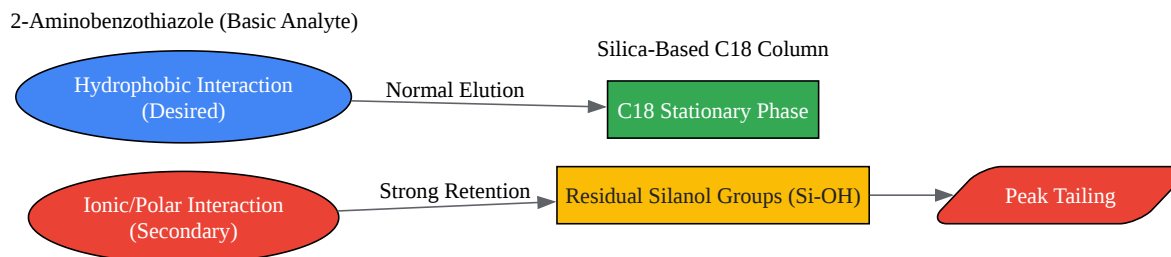 2-Aminobenzothiazole (Basic Analyte)
Silica-Based C18 Column
Hydrophobic Interaction
(Desired)
Normal Elution
C18 Stationary Phase
Ionic/Polar Interaction
(Secondary)
Strong Retention
Residual Silanol Groups (Si-OH)
Peak Tailing